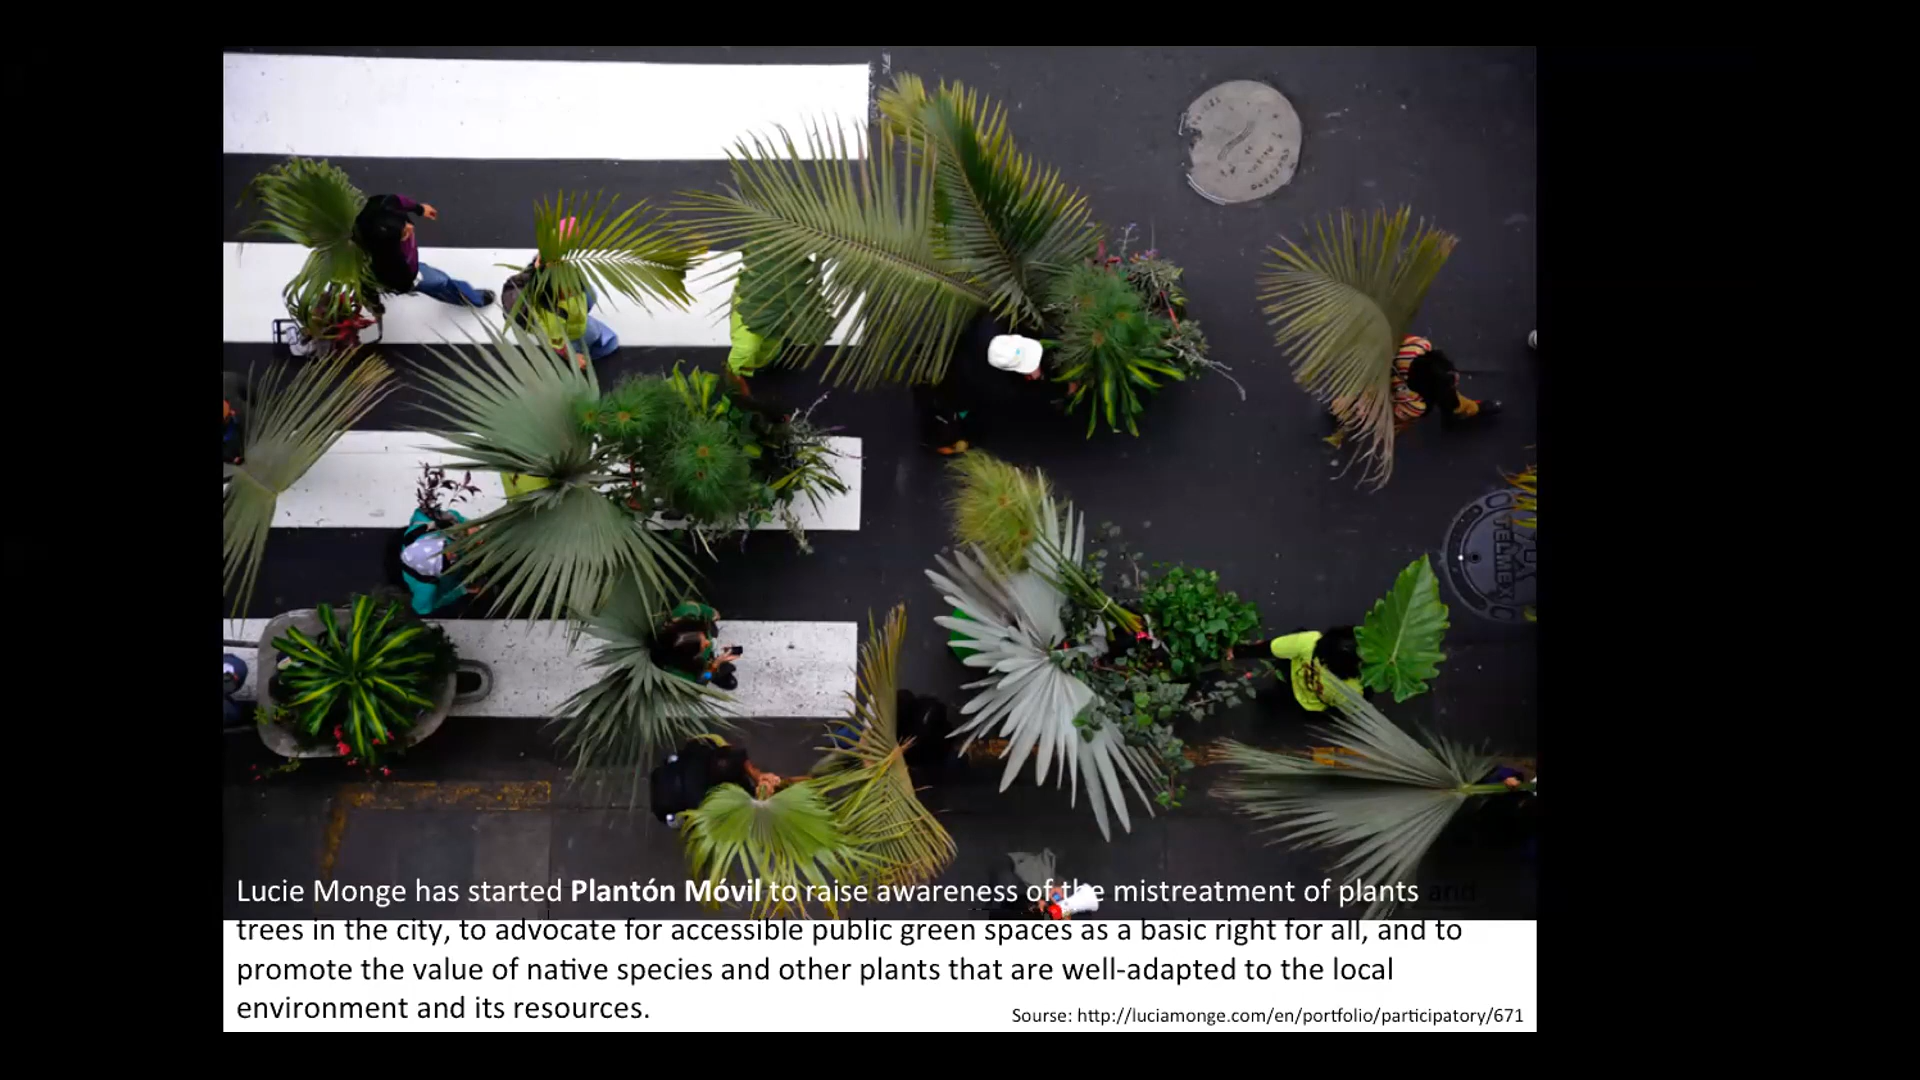 TELMEX
Lucie Monge has started Plantón Móvil to raise awareness of the mistreatment of plants and
trees in the city, to advocate for accessible public green spaces as a basic right for all, and to
promote the value of native species and other plants that are well-adapted to the local
environment and its resources.
Sourse: http://luciamonge.com/en/portfolio/participatory/671